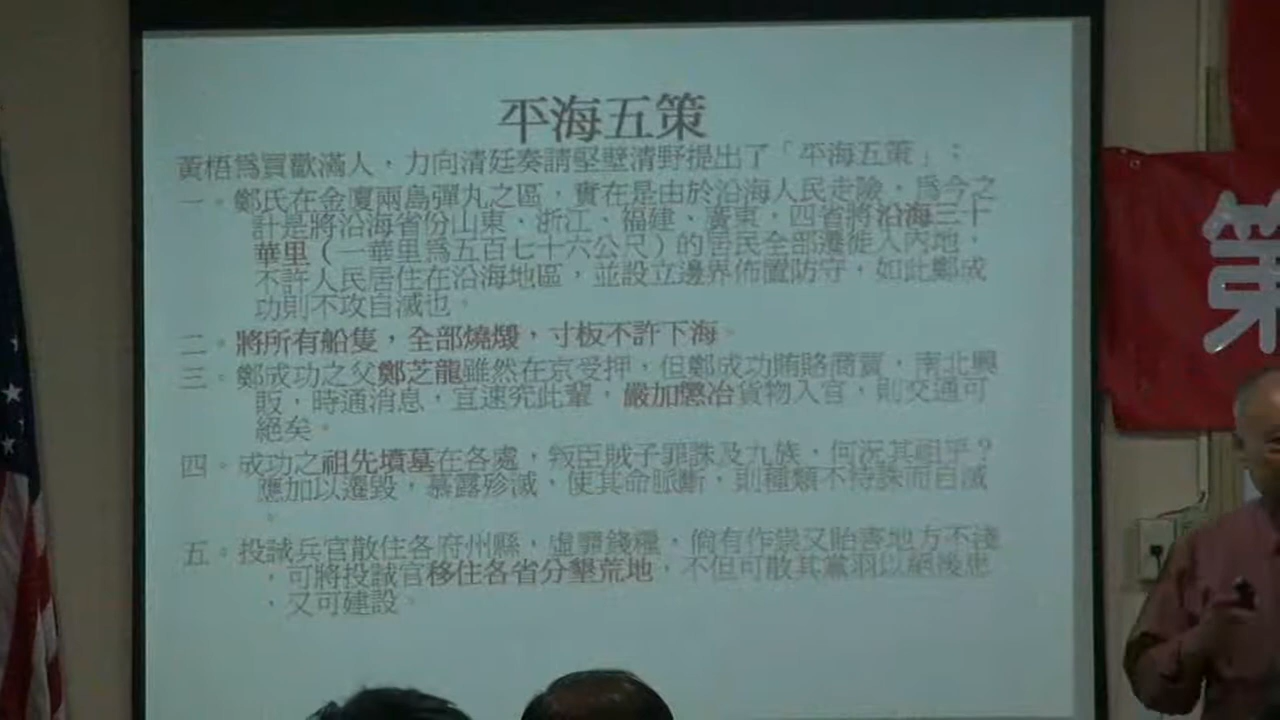 平海五策
黃梧為買歡滿人,力向清廷奏請堅壁清野提出了「平海五策」:
一。鄭氏在金廈兩島彈丸之區,實在是由於沿海人民走險,為今之
計是將沿海省份山東、浙江、福建、廣東,四省將沿海三十
華里(一華里為五百七十六公尺)的居民全部遷徙入內地,
不許人民居住在沿海地區,並設立邊界佈置防守,如此鄭成
功則不攻自滅也。
二。將所有船隻,全部燒燬,寸板不許下海。
三。鄭成功之父鄭芝龍雖然在京受押,但鄭成功賄賂商賈,南北興
販,時通消息,宜速究此輩,嚴加懲治貨物入官,則交通可
絕矣。
四。成功之祖先墳墓在各處,叛臣賊子罪誅及九族,何況其祖乎?
應加以遷毀,暴露殄滅,使其命脈斷,則種類不待誅而自滅
。
五。投誠兵官散住各府州縣,虛罪錢糧,倘有作祟又貽害地方不淺
,可將投誠官移住各省分墾荒地,不但可散其黨羽以絕後患
,又可建設。
第